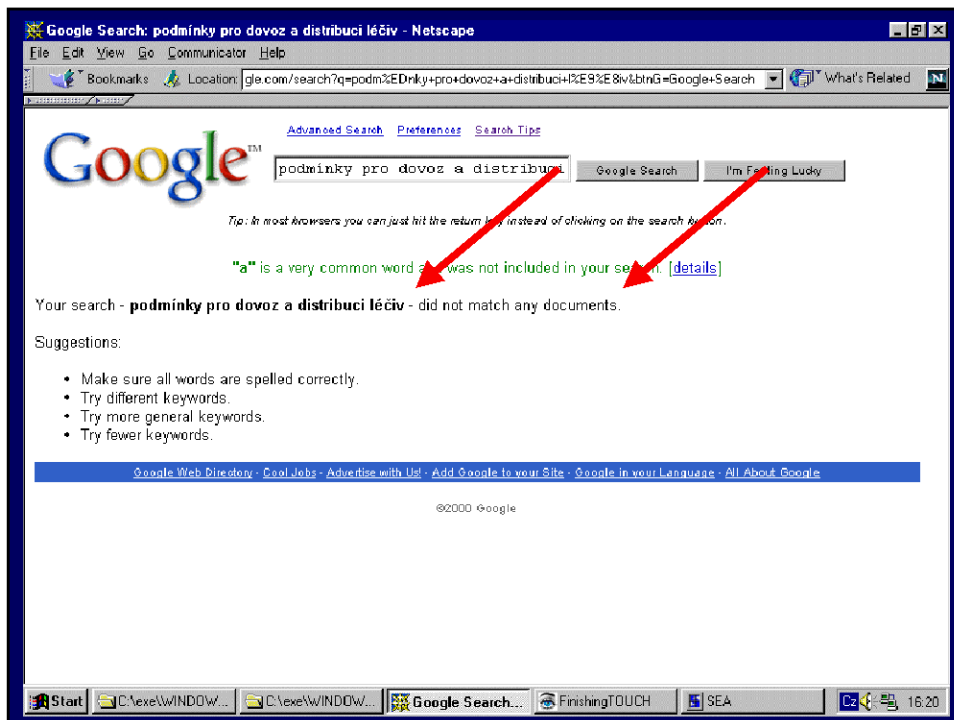 Google Search: podmínky pro dovoz a distribuci léčiv - Netscape
File Edit View Go Communicator Help
Bookmarks Location: gle.com/search?q=podm%EDnky+pro+dovoz+a+distribuci+l%E9%E8iv&btnG=Google+Search What's Related N
Advanced Search Preferences Search Tips
Google™
podmínky pro dovoz a distribuci Google Search I'm Feeling Lucky
Tip: In most browsers you can just hit the return key instead of clicking on the search button.
"a" is a very common word and was not included in your search. [details]
Your search - podmínky pro dovoz a distribuci léčiv - did not match any documents.
Suggestions:
• Make sure all words are spelled correctly.
• Try different keywords.
• Try more general keywords.
• Try fewer keywords.
Google Web Directory - Cool Jobs - Advertise with Us! - Add Google to your Site - Google in your Language - All About Google
©2000 Google
Start C:\exe\WINDOW... C:\exe\WINDOW... Google Search... FinishingTOUCH SEA Cz 16:20